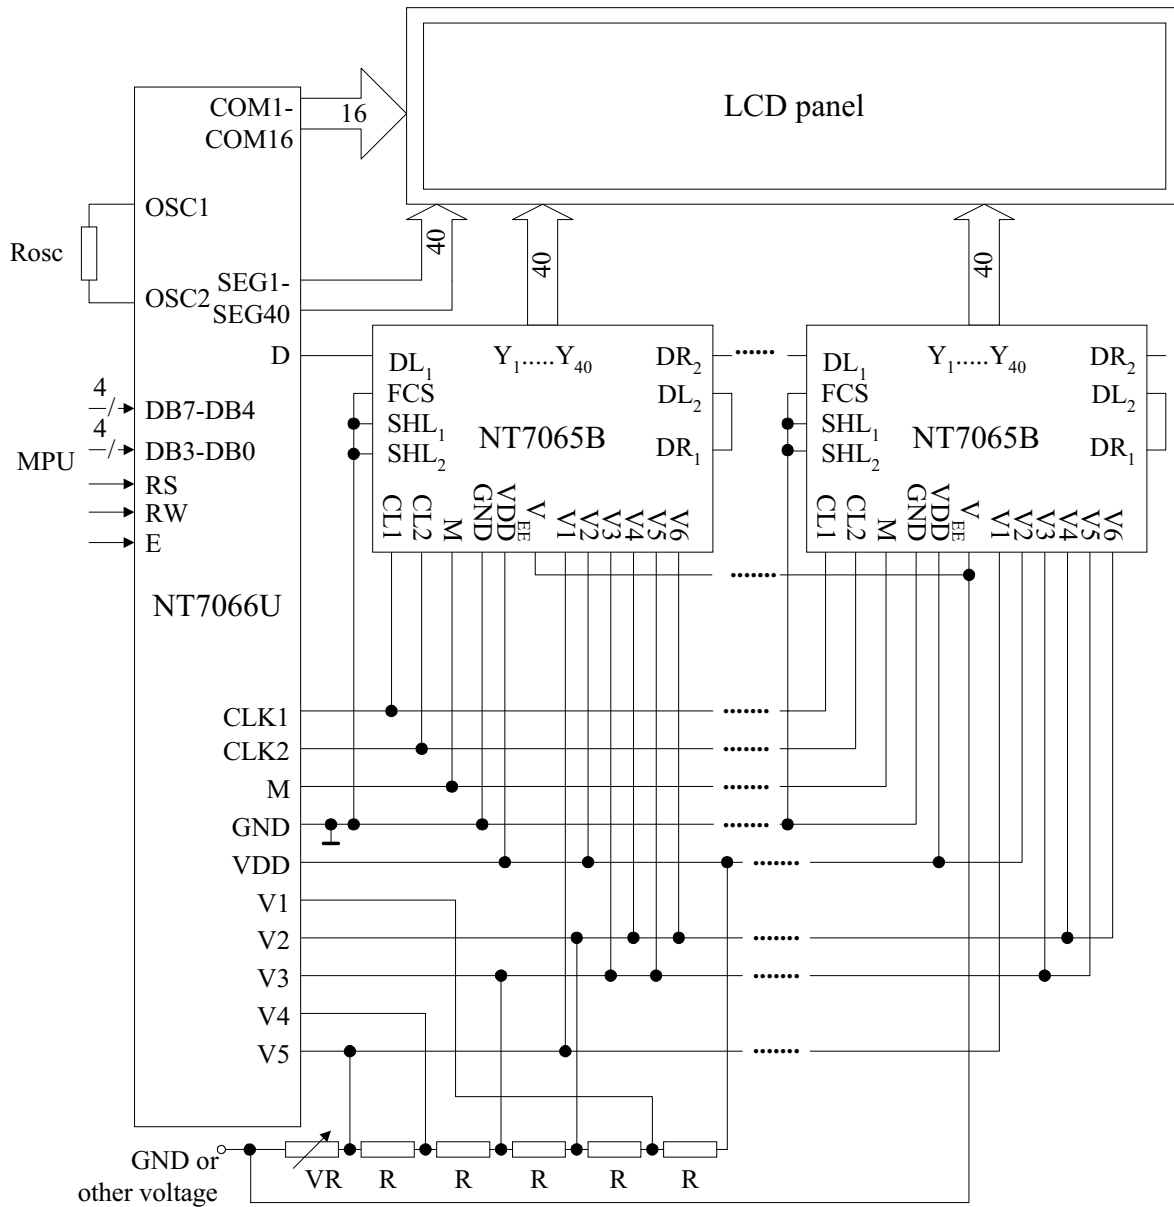 LCD panel
COM1-
COM16
16
OSC1
Rosc
OSC2
SEG1-
SEG40
40
40
40
D
DL1
Y1.....Y40
DR2
FCS
DL2
SHL1
NT7065B
SHL2
DR1
CL1
CL2
M
GND
VDD
VEE
V1
V2
V3
V4
V5
V6
DL1
Y1.....Y40
DR2
FCS
DL2
SHL1
NT7065B
SHL2
DR1
CL1
CL2
M
GND
VDD
VEE
V1
V2
V3
V4
V5
V6
4
DB7-DB4
4
DB3-DB0
MPU
RS
RW
E
NT7066U
CLK1
CLK2
M
GND
VDD
V1
V2
V3
V4
V5
GND or
other voltage
VR
R
R
R
R
R